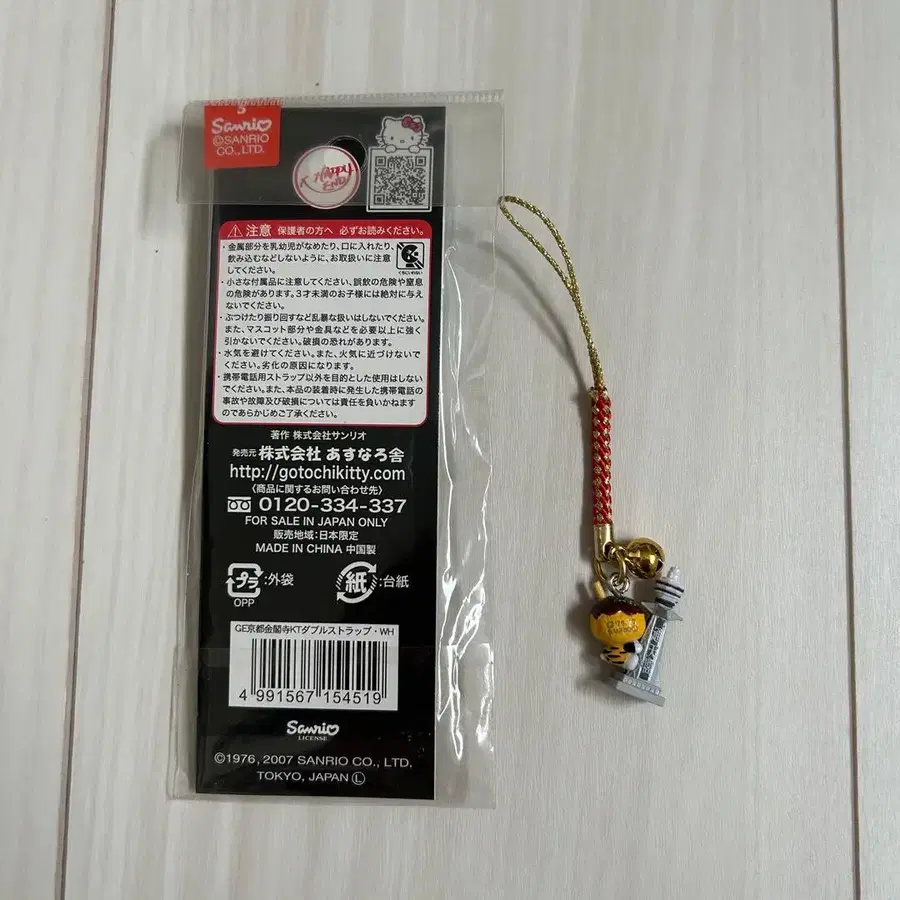 Sanrio
©SANRIO
CO., LTD.
HAPPY
END
注意 保護者の方へ 必ずお読みください。
・金属部分を乳幼児がなめたり、口に入れたり、
飲み込むなどしないように、お取扱いに注意
してください。
くちにいれない
・小さな付属品に注意してください、誤飲の危険や窒息
の危険があります。3才未満のお子様には絶対に与え
ないでください。
・ぶつけたり振り回すなど乱暴な扱いはしないでください。
また、マスコット部分や金具などを必要以上に強く
引かないでください。破損の恐れがあります。
・水気を避けてください。また、火気に近づけないで
ください。劣化の原因になります。
・携帯電話用ストラップ以外を目的とした使用はしない
でください。また、本品の装着時に発生した携帯電話の
事故や故障及び破損については責任を負いかねます
のであらかじめご了承ください。
著作 株式会社サンリオ
発売元 株式会社 あすなろ舎
http://gotochikitty.com
〈商品に関するお問い合わせ先〉
0120-334-337
FOR SALE IN JAPAN ONLY
販売地域:日本限定
MADE IN CHINA 中国製
プラ :外袋 紙 :台紙
OPP
GE京都金閣寺KTダブルストラップ・WH
4 991567 154519
Sanrio
LICENSE
©1976, 2007 SANRIO CO., LTD.
TOKYO, JAPAN Ⓛ